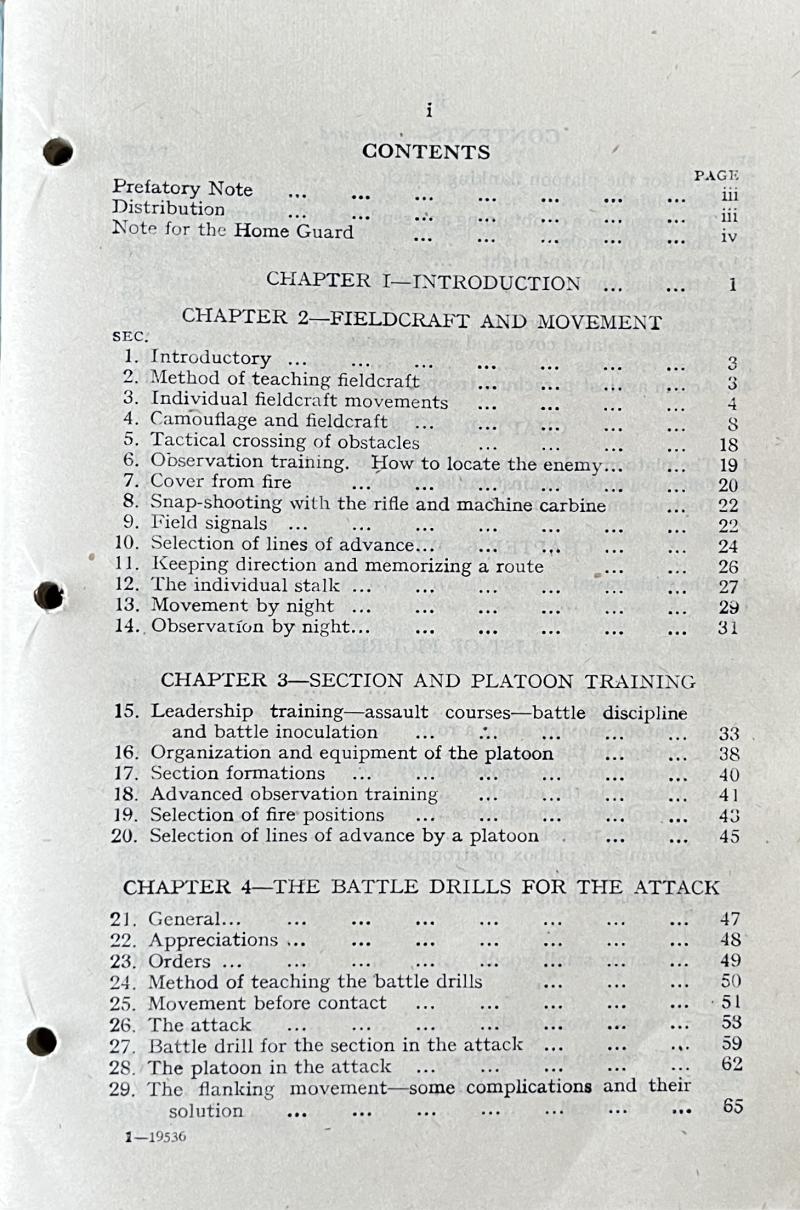 i
CONTENTS
PAGE
Prefatory Note ... ... ... ... ... ... ... iii
Distribution ... ... ... ... ... ... ... iii
Note for the Home Guard ... ... ... ... ... iv
CHAPTER I—INTRODUCTION ... ... 1
CHAPTER 2—FIELDCRAFT AND MOVEMENT
SEC.
1. Introductory ... ... ... ... ... ... ... 3
2. Method of teaching fieldcraft ... ... ... ... 3
3. Individual fieldcraft movements ... ... ... ... 4
4. Camouflage and fieldcraft ... ... ... ... ... 8
5. Tactical crossing of obstacles ... ... ... ... 18
6. Observation training. How to locate the enemy... ... 19
7. Cover from fire ... ... ... ... ... ... 20
8. Snap-shooting with the rifle and machine carbine ... 22
9. Field signals ... ... ... ... ... ... ... 22
10. Selection of lines of advance... ... ... ... ... 24
11. Keeping direction and memorizing a route ... ... 26
12. The individual stalk ... ... ... ... ... ... 27
13. Movement by night ... ... ... ... ... ... 29
14. Observation by night... ... ... ... ... ... 31
CHAPTER 3—SECTION AND PLATOON TRAINING
15. Leadership training—assault courses—battle discipline
and battle inoculation ... ... ... ... ... 33
16. Organization and equipment of the platoon ... ... 38
17. Section formations ... ... ... ... ... ... 40
18. Advanced observation training ... ... ... ... 41
19. Selection of fire positions ... ... ... ... ... 43
20. Selection of lines of advance by a platoon ... ... 45
CHAPTER 4—THE BATTLE DRILLS FOR THE ATTACK
21. General... ... ... ... ... ... ... ... 47
22. Appreciations ... ... ... ... ... ... ... 48
23. Orders ... ... ... ... ... ... ... ... 49
24. Method of teaching the battle drills ... ... ... 50
25. Movement before contact ... ... ... ... ... 51
26. The attack ... ... ... ... ... ... ... 53
27. Battle drill for the section in the attack ... ... ... 59
28. The platoon in the attack ... ... ... ... ... 62
29. The flanking movement—some complications and their
solution ... ... ... ... ... ... ... 65
1—19536